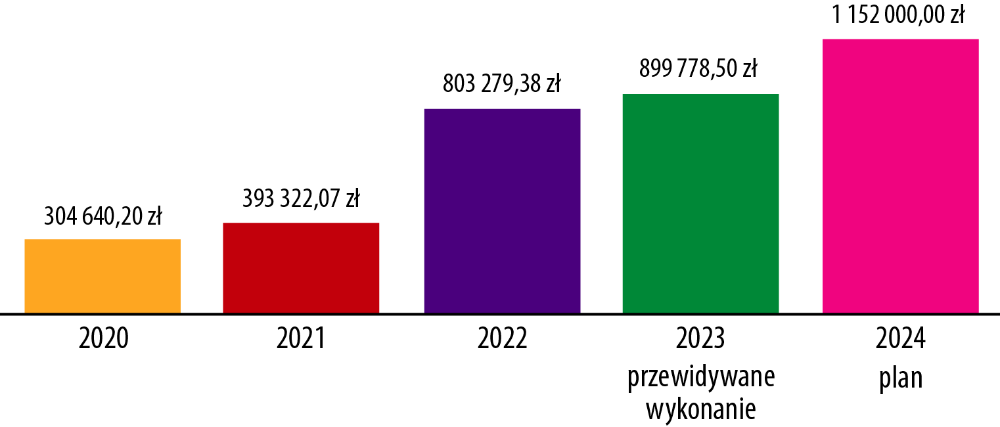 1 152 000,00 zł
899 778,50 zł
803 279,38 zł
393 322,07 zł
304 640,20 zł
2020
2021
2022
2023
2024
przewidywane
wykonanie
plan